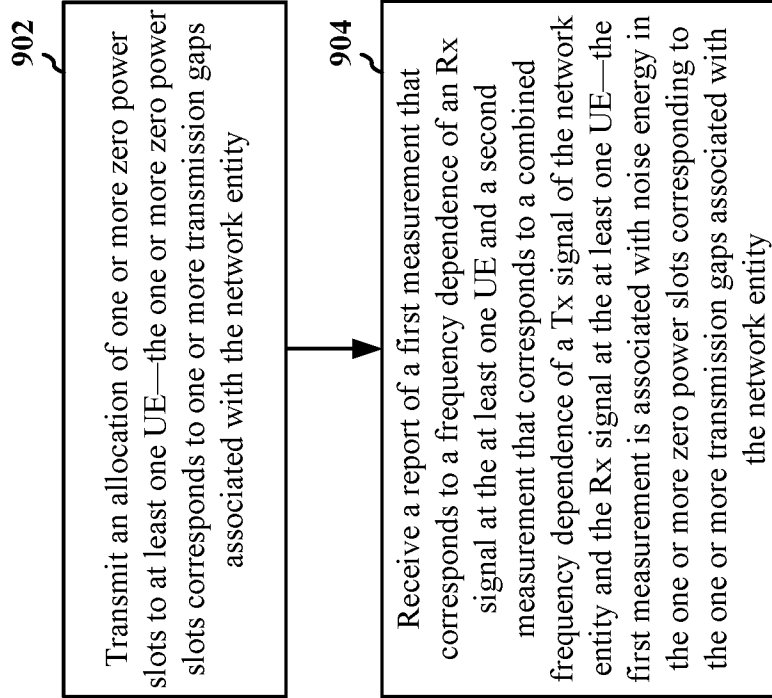 902
Transmit an allocation of one or more zero power
slots to at least one UE—the one or more zero power
slots corresponds to one or more transmission gaps
associated with the network entity
904
Receive a report of a first measurement that
corresponds to a frequency dependence of an Rx
signal at the at least one UE and a second
measurement that corresponds to a combined
frequency dependence of a Tx signal of the network
entity and the Rx signal at the at least one UE—the
first measurement is associated with noise energy in
the one or more zero power slots corresponding to
the one or more transmission gaps associated with
the network entity